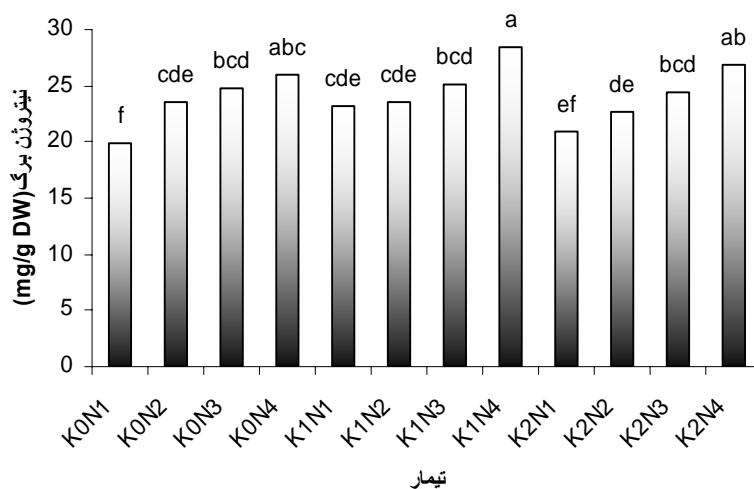 نیتروژن برگ (mg/g DW)
30
25
20
15
10
5
0
f
cde
bcd
abc
cde
cde
bcd
a
ef
de
bcd
ab
K0N1
K0N2
K0N3
K0N4
K1N1
K1N2
K1N3
K1N4
K2N1
K2N2
K2N3
K2N4
تیمار